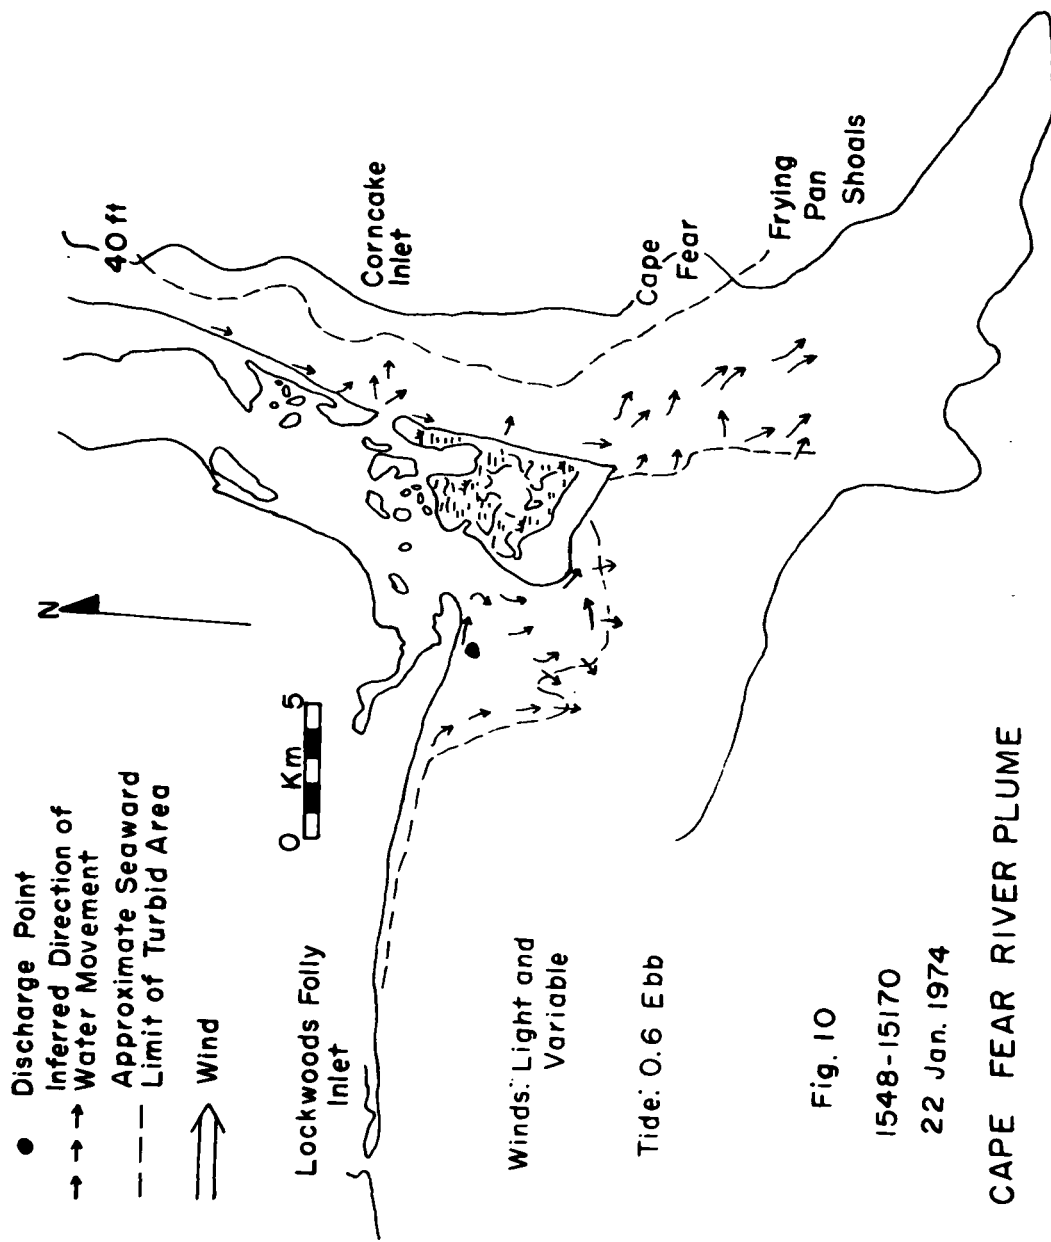 Discharge Point
Inferred Direction of
Water Movement
Approximate Seaward
Limit of Turbid Area
Wind
N
0 Km 5
40 ft
Corncake
Inlet
Cape
Fear
Frying
Pan
Shoals
Lockwoods Folly
Inlet
Winds: Light and
Variable
Tide: 0.6 Ebb
Fig. 10
1548-15170
22 Jan. 1974
CAPE FEAR RIVER PLUME